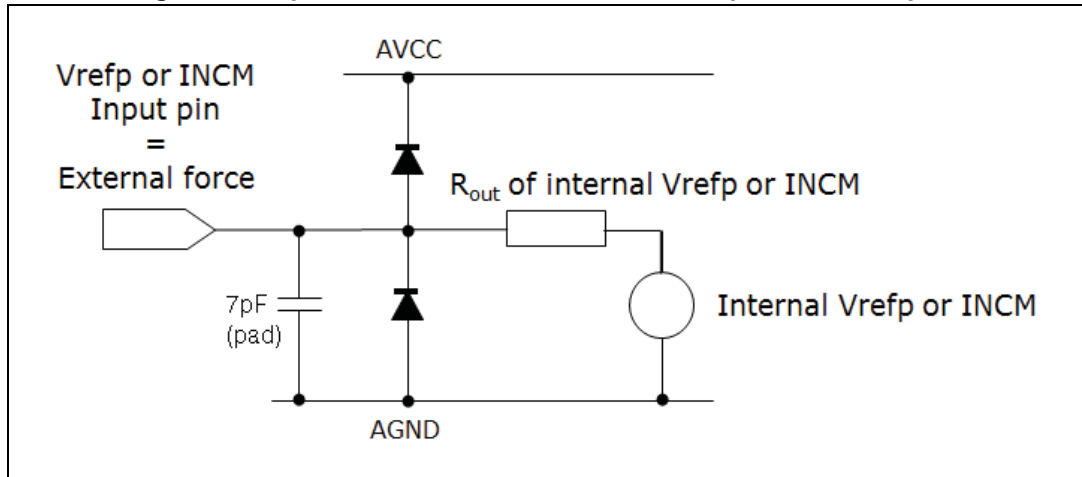 AVCC
Vrefp or INCM
Input pin
=
External force
Rout of internal Vrefp or INCM
7pF
(pad)
Internal Vrefp or INCM
AGND